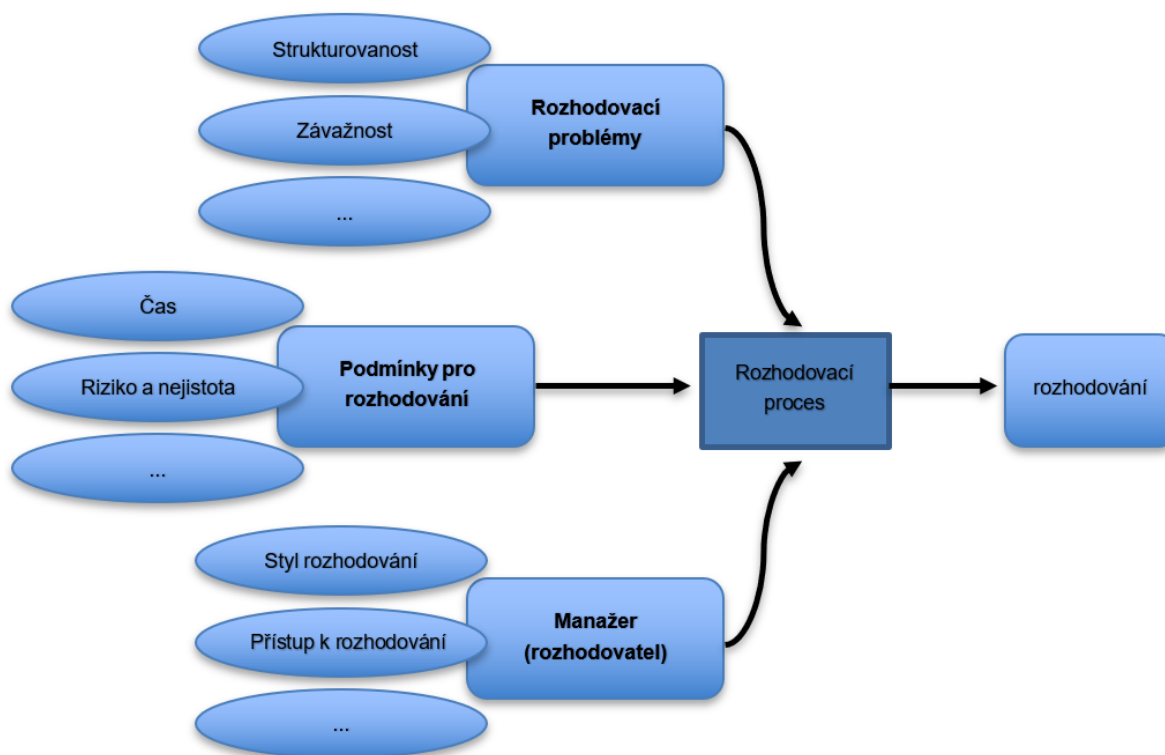 Strukturovanost
Závažnost
...
Rozhodovací
problémy
Čas
Riziko a nejistota
...
Podmínky pro
rozhodování
Styl rozhodování
Přístup k rozhodování
...
Manažer
(rozhodovatel)
Rozhodovací
proces
rozhodování